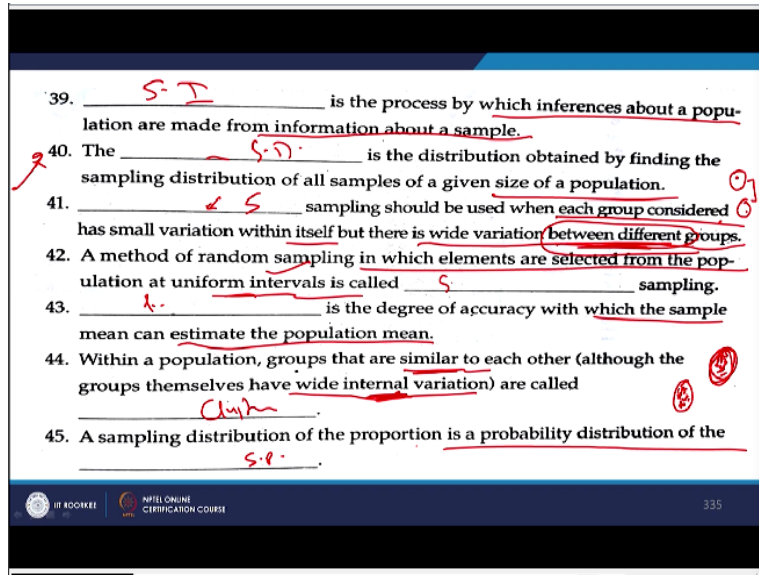 39. S-I is the process by which inferences about a popu-
lation are made from information about a sample.
40. The S.D. is the distribution obtained by finding the
sampling distribution of all samples of a given size of a population.
41. S sampling should be used when each group considered
has small variation within itself but there is wide variation between different groups.
42. A method of random sampling in which elements are selected from the pop-
ulation at uniform intervals is called S sampling.
43. is the degree of accuracy with which the sample
mean can estimate the population mean.
44. Within a population, groups that are similar to each other (although the
groups themselves have wide internal variation) are called
.
45. A sampling distribution of the proportion is a probability distribution of the
S.P.
IIT ROORKEE NPTEL ONLINE
CERTIFICATION COURSE
335